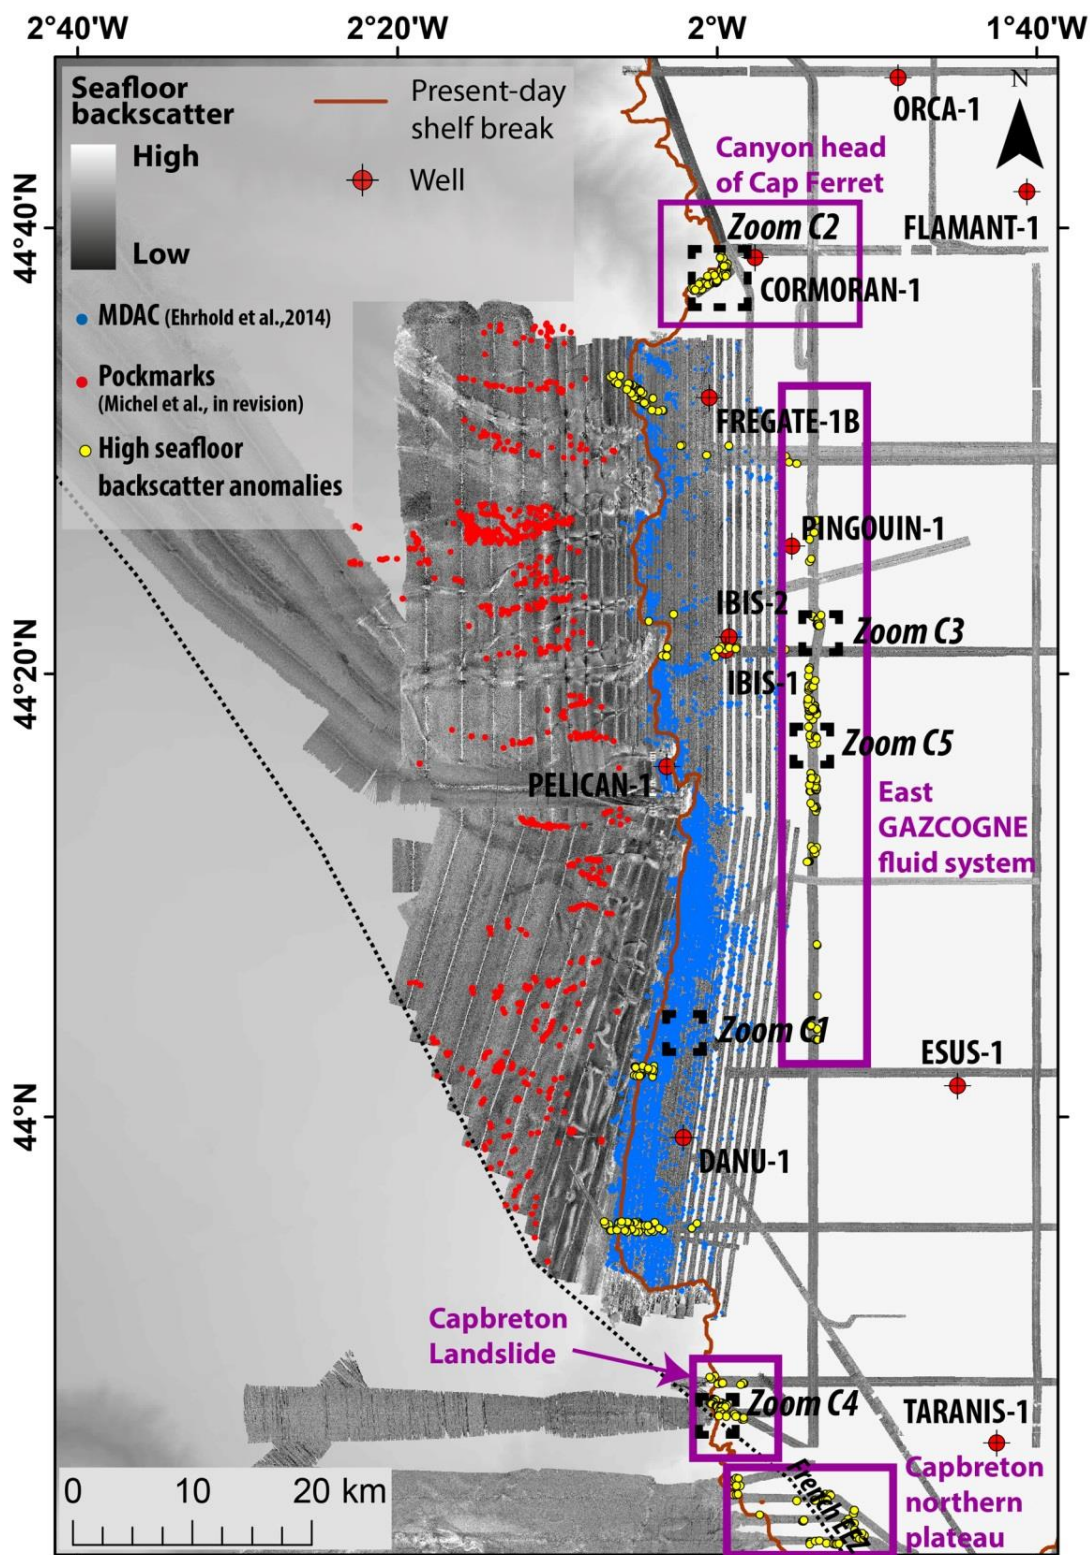 2°40'W
2°20'W
2°0'W
1°40'W
44°40'N
44°20'N
44°N
Seafloor
backscatter
High
Low
Present-day
shelf break
Well
MDAC (Ehrhold et al.,2014)
Pockmarks
(Michel et al., in revision)
High seafloor
backscatter anomalies
N
ORCA-1
Canyon head
of Cap Ferret
FLAMANT-1
Zoom C2
CORMORAN-1
FREGATE-1B
PINGOUIN-1
IBIS-2
Zoom C3
IBIS-1
Zoom C5
PELICAN-1
East
GAZCOGNE
fluid system
Zoom C1
ESUS-1
DANU-1
Capbreton
Landslide
Zoom C4
TARANIS-1
French EEZ
Capbreton
northern
plateau
0 10 20 km